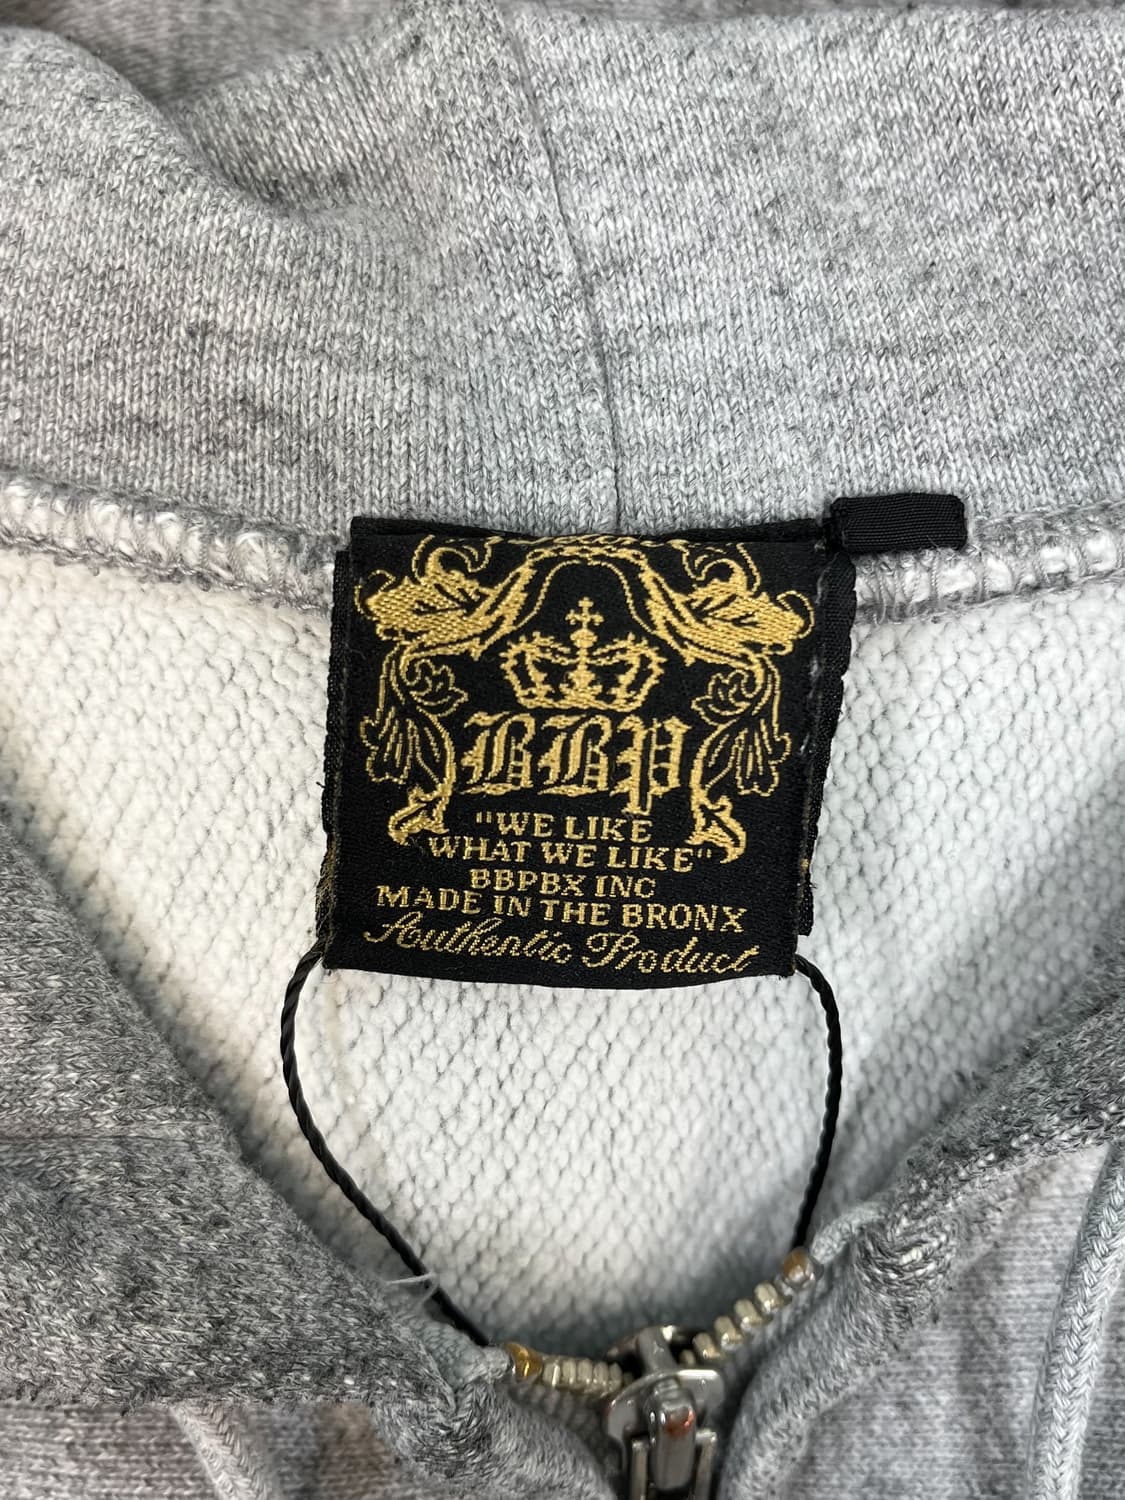 BBP
"WE LIKE
WHAT WE LIKE"
BBPBX INC
MADE IN THE BRONX
Authentic Product